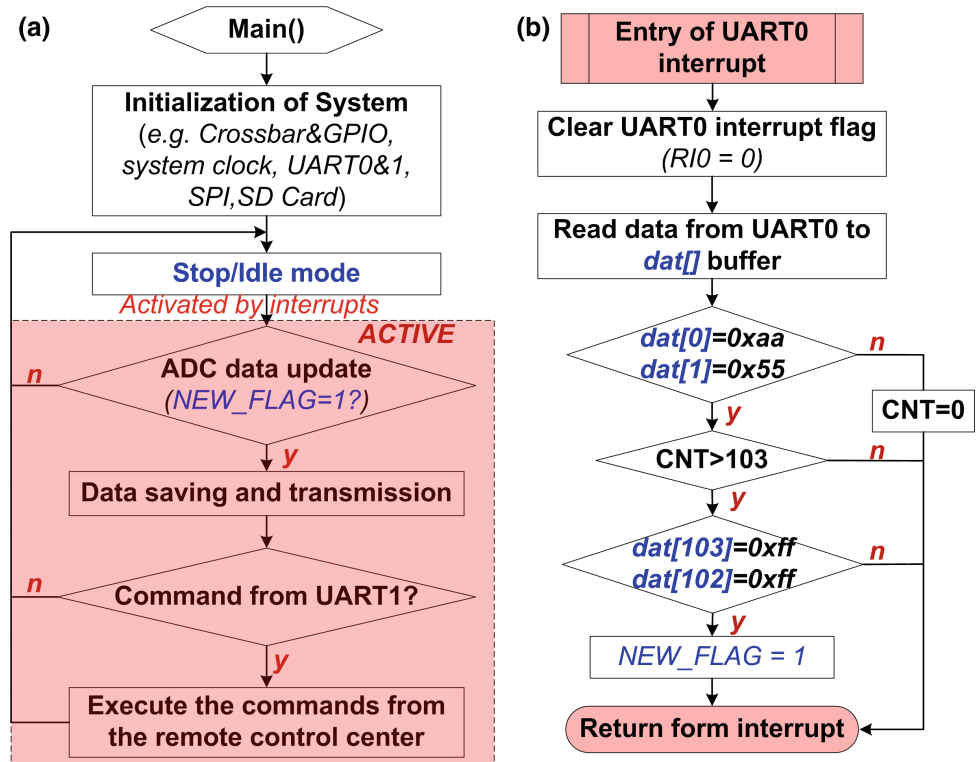 (a)
Main()
Initialization of System
(e.g. Crossbar&GPIO,
system clock, UART0&1,
SPI,SD Card)
Stop/Idle mode
Activated by interrupts
ACTIVE
ADC data update
(NEW_FLAG=1?)
n
y
Data saving and transmission
Command from UART1?
n
y
Execute the commands from
the remote control center
(b)
Entry of UART0
interrupt
Clear UART0 interrupt flag
(RI0 = 0)
Read data from UART0 to
dat[] buffer
dat[0]=0xaa
dat[1]=0x55
n
CNT=0
y
CNT>103
n
y
dat[103]=0xff
dat[102]=0xff
n
y
NEW_FLAG = 1
Return form interrupt